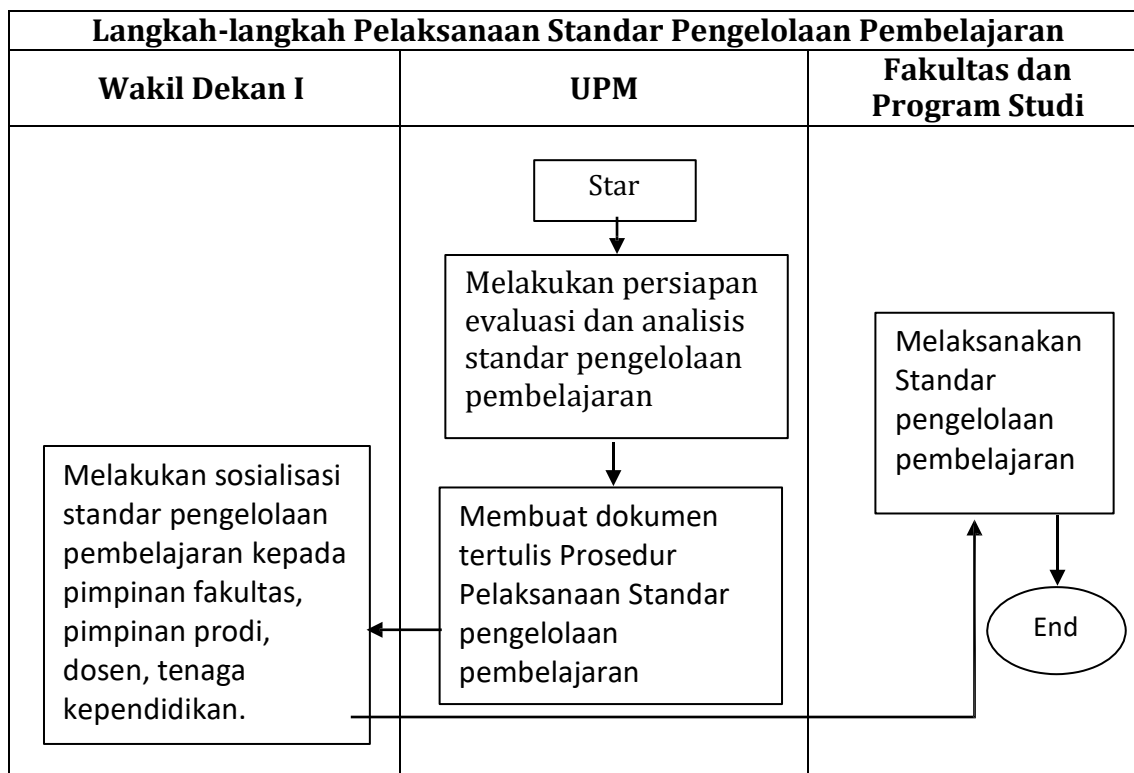 Langkah-langkah Pelaksanaan Standar Pengelolaan Pembelajaran
Wakil Dekan I
UPM
Fakultas dan
Program Studi
Star
Melakukan persiapan
evaluasi dan analisis
standar pengelolaan
pembelajaran
Membuat dokumen
tertulis Prosedur
Pelaksanaan Standar
pengelolaan
pembelajaran
Melakukan sosialisasi
standar pengelolaan
pembelajaran kepada
pimpinan fakultas,
pimpinan prodi,
dosen, tenaga
kependidikan.
Melaksanakan
Standar
pengelolaan
pembelajaran
End